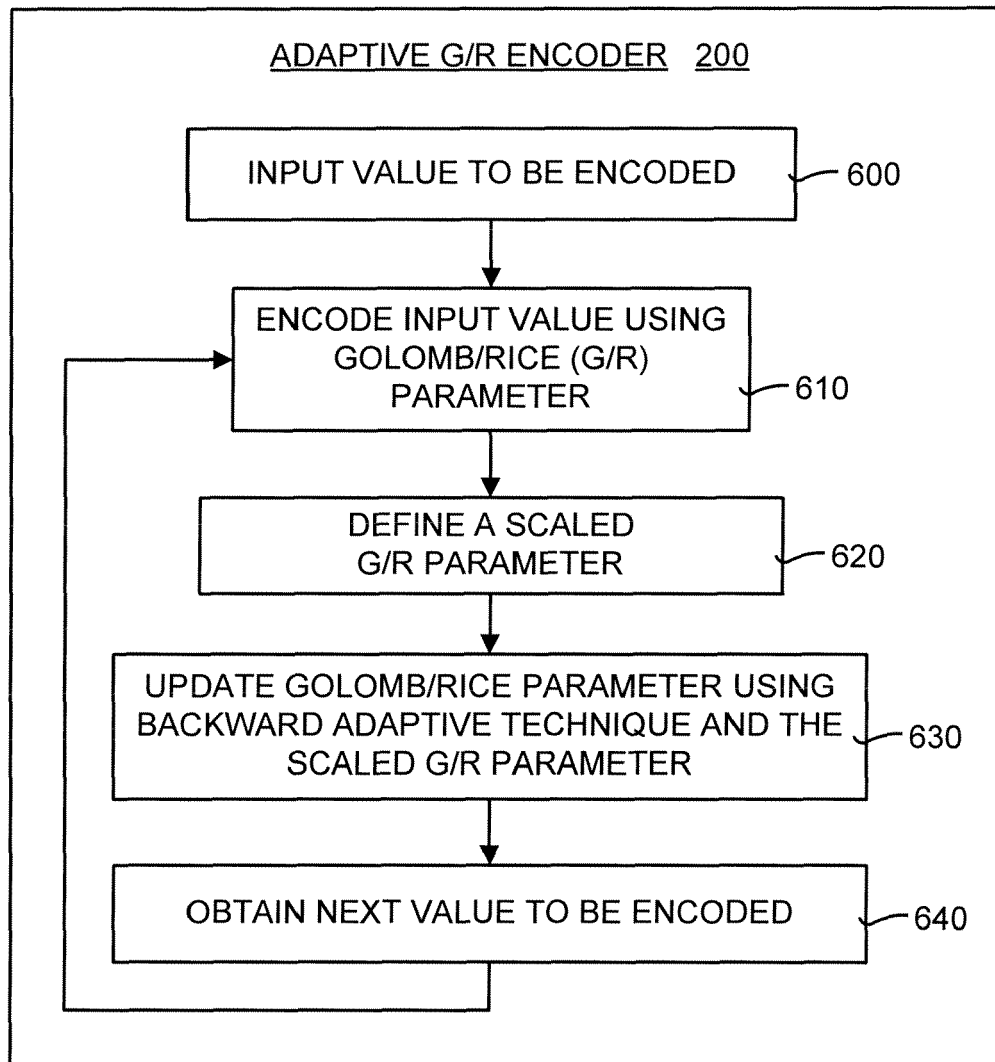 ADAPTIVE G/R ENCODER 200
INPUT VALUE TO BE ENCODED
600
ENCODE INPUT VALUE USING
GOLOMB/RICE (G/R)
PARAMETER
610
DEFINE A SCALED
G/R PARAMETER
620
UPDATE GOLOMB/RICE PARAMETER USING
BACKWARD ADAPTIVE TECHNIQUE AND THE
SCALED G/R PARAMETER
630
OBTAIN NEXT VALUE TO BE ENCODED
640